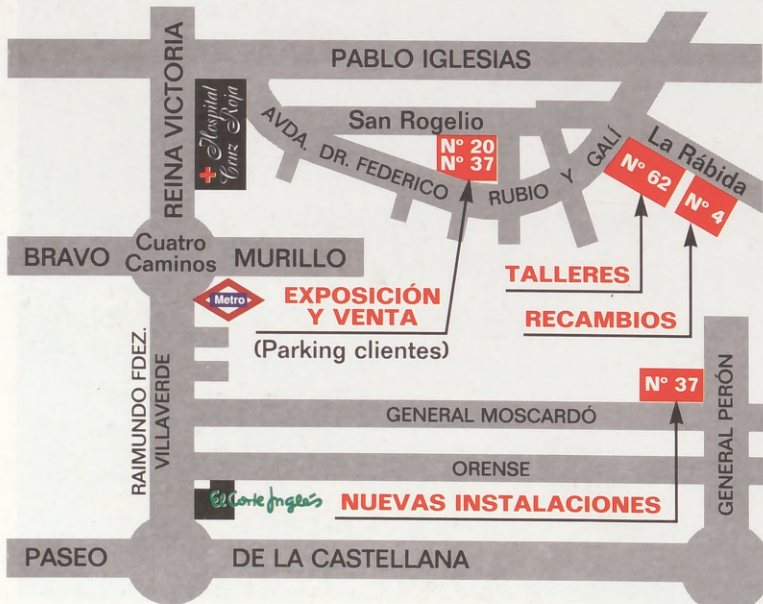 PABLO IGLESIAS
REINA VICTORIA
Hospital
Cruz Roja
San Rogelio
AVDA. DR. FEDERICO RUBIO Y GALÍ
Nº 20
Nº 37
La Rábida
Nº 62
Nº 4
BRAVO MURILLO
Cuatro
Caminos
Metro
EXPOSICIÓN
Y VENTA
(Parking clientes)
TALLERES
RECAMBIOS
RAIMUNDO FDEZ.
VILLAVERDE
Nº 37
GENERAL MOSCARDÓ
GENERAL PERÓN
ORENSE
El Corte Inglés
NUEVAS INSTALACIONES
PASEO DE LA CASTELLANA